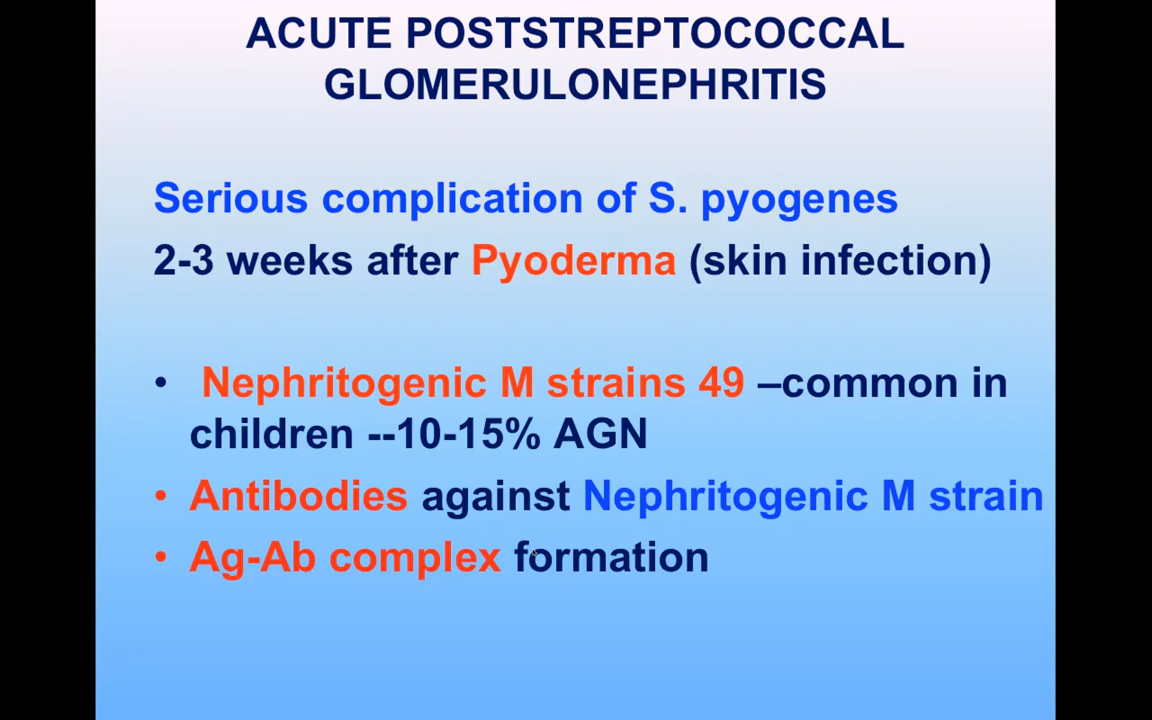 ACUTE POSTSTREPTOCOCCAL
GLOMERULONEPHRITIS
Serious complication of S. pyogenes
2-3 weeks after Pyoderma (skin infection)
• Nephritogenic M strains 49 –common in
children --10-15% AGN
• Antibodies against Nephritogenic M strain
• Ag-Ab complex formation